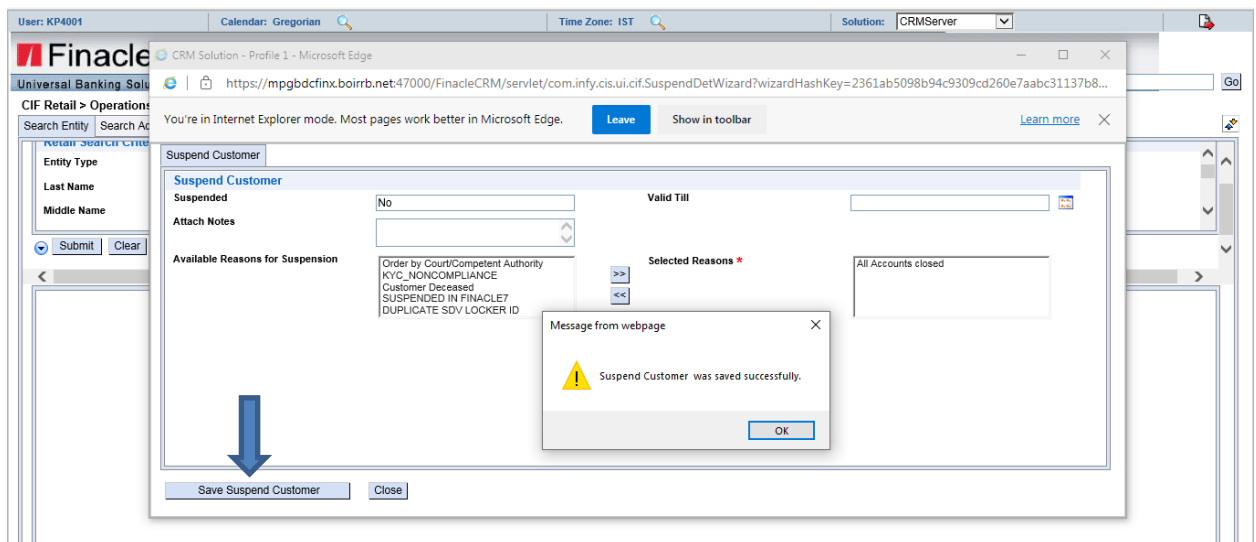 User: KP4001 Calendar: Gregorian Time Zone: IST Solution: CRMServer
Finacle
CRM Solution - Profile 1 - Microsoft Edge
Universal Banking Solu
https://mpgbdcfinx.boirrb.net:47000/FinacleCRM/servlet/com.infy.cis.ui.cif.SuspendDetWizard?wizardHashKey=2361ab5098b94c9309cd260e7aabc31137b8...
Go
CIF Retail > Operations
You're in Internet Explorer mode. Most pages work better in Microsoft Edge. Leave Show in toolbar Learn more
Search Entity Search Ad
Retail Search Crite
Suspend Customer
Entity Type
Suspend Customer
Last Name
Suspended No Valid Till
Middle Name
Attach Notes
Submit Clear
Available Reasons for Suspension
Order by Court/Competent Authority
KYC_NONCOMPLIANCE
Customer Deceased
SUSPENDED IN FINACLE7
DUPLICATE SDV LOCKER ID
>>
<<
Selected Reasons *
All Accounts closed
Message from webpage
Suspend Customer was saved successfully.
OK
Save Suspend Customer Close